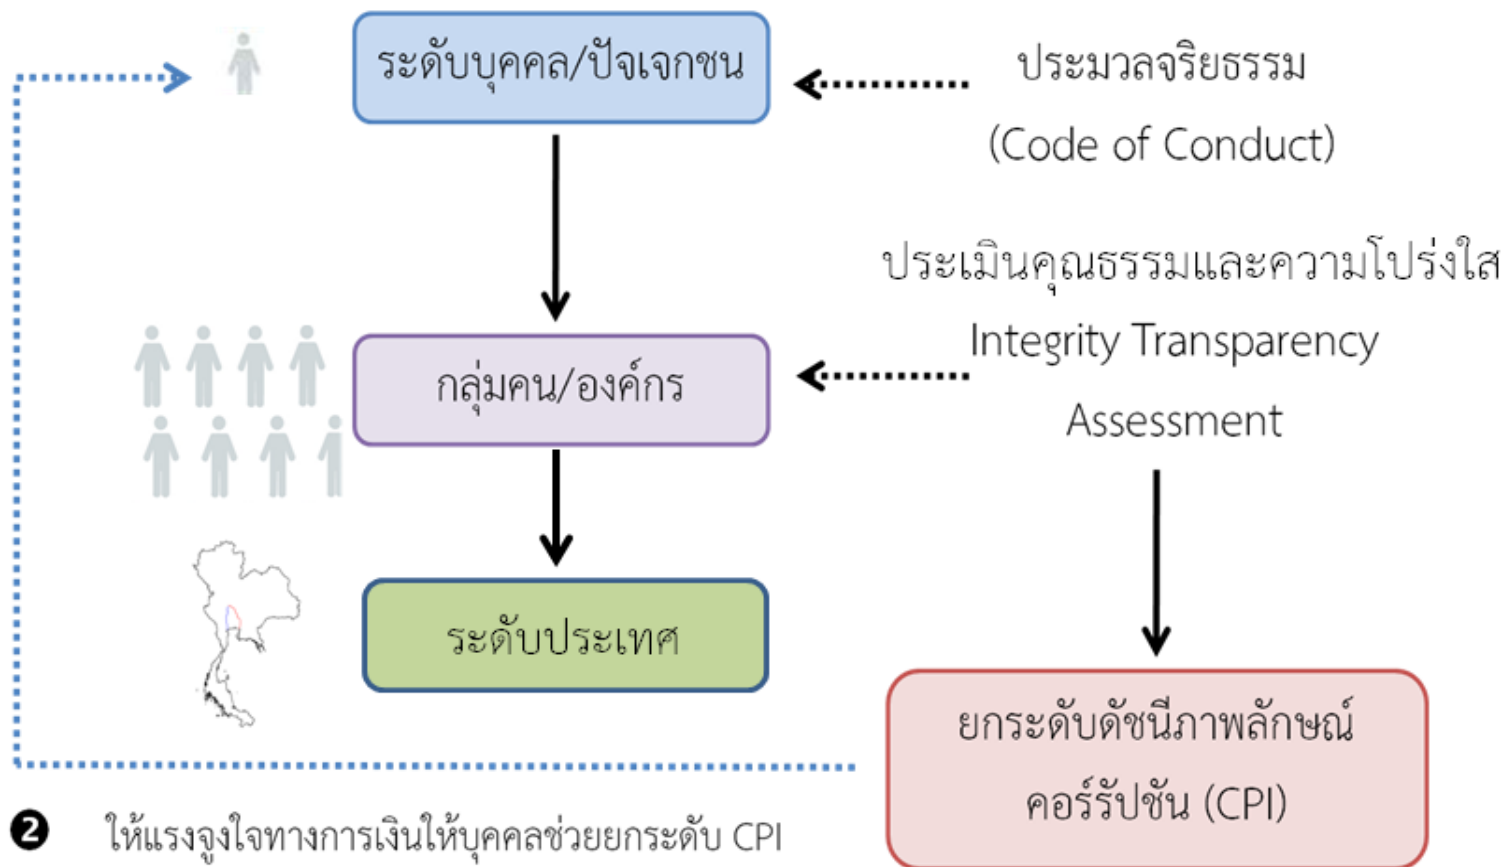 ระดับบุคคล/ปัจเจกชน
ประมวลจริยธรรม
(Code of Conduct)
ประเมินคุณธรรมและความโปร่งใส
Integrity Transparency
Assessment
กลุ่มคน/องค์กร
ระดับประเทศ
ยกระดับดัชนีภาพลักษณ์
คอร์รัปชัน (CPI)
❷ ให้แรงจูงใจทางการเงินให้บุคคลช่วยยกระดับ CPI